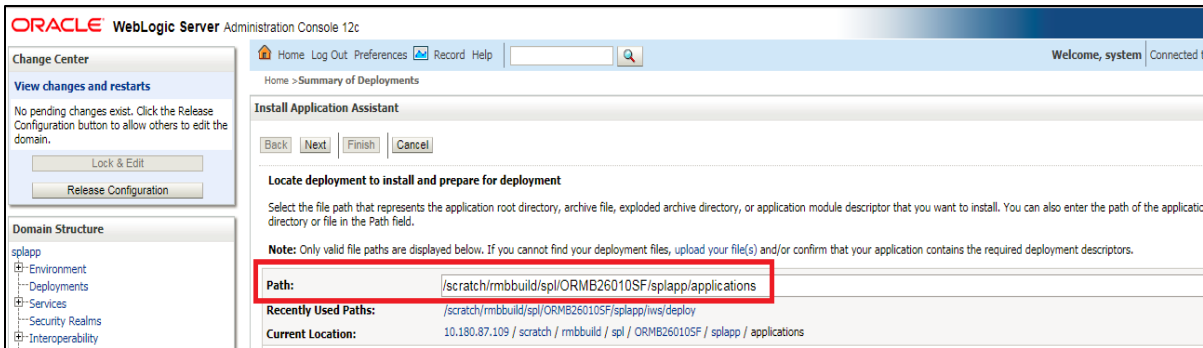 ORACLE WebLogic Server Administration Console 12c
Change Center
View changes and restarts
No pending changes exist. Click the Release
Configuration button to allow others to edit the
domain.
Lock & Edit
Release Configuration
Domain Structure
splapp
Environment
Deployments
Services
Security Realms
Interoperability
Home Log Out Preferences Record Help
Welcome, system Connected
Home >Summary of Deployments
Install Application Assistant
Back Next Finish Cancel
Locate deployment to install and prepare for deployment
Select the file path that represents the application root directory, archive file, exploded archive directory, or application module descriptor that you want to install. You can also enter the path of the
directory or file in the Path field.
Note: Only valid file paths are displayed below. If you cannot find your deployment files, upload your file(s) and/or confirm that your application contains the required deployment descriptors.
Path: /scratch/rmbbuild/spl/ORMB26010SF/splapp/applications
Recently Used Paths: /scratch/rmbbuild/spl/ORMB26010SF/splapp/iws/deploy
Current Location: 10.180.87.109 / scratch / rmbbuild / spl / ORMB26010SF / splapp / applications